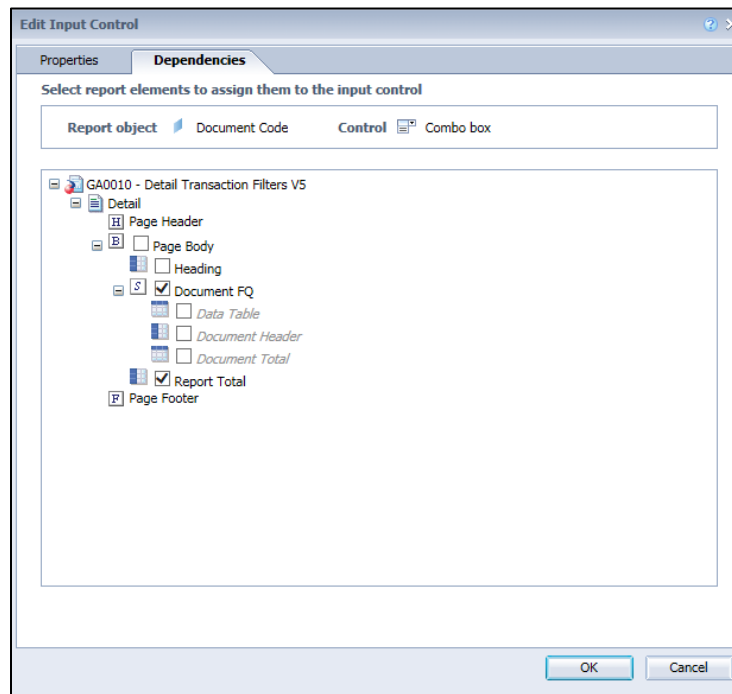 Edit Input Control
Properties Dependencies
Select report elements to assign them to the input control
Report object Document Code Control Combo box
GA0010 - Detail Transaction Filters V5
Detail
H Page Header
B Page Body
Heading
S Document FQ
Data Table
Document Header
Document Total
Report Total
F Page Footer
OK Cancel